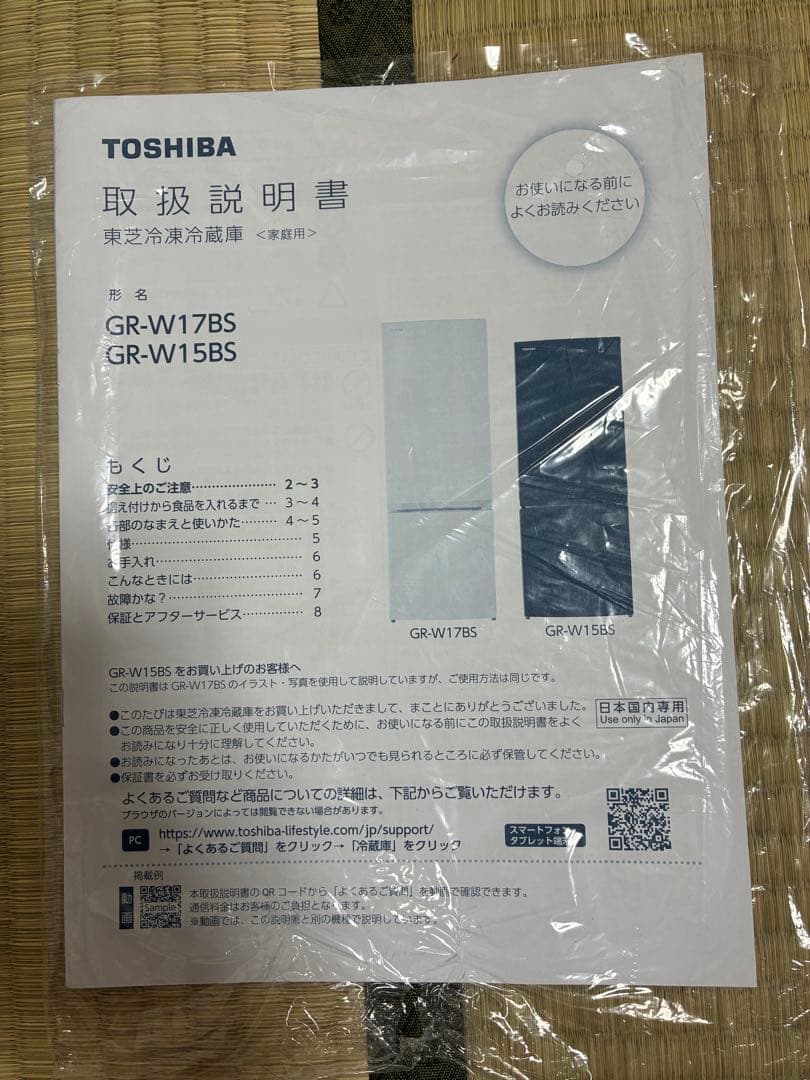 TOSHIBA
取扱説明書
東芝冷凍冷蔵庫 <家庭用>
お使いになる前に
よくお読みください
形 名
GR-W17BS
GR-W15BS
もくじ
安全上のご注意…………………2～3
据え付けから食品を入れるまで…3～4
各部のなまえと使いかた………4～5
仕様………………………………5
お手入れ…………………………6
こんなときには…………………6
故障かな？………………………7
保証とアフターサービス…………8
GR-W17BS
GR-W15BS
GR-W15BS をお買い上げのお客様へ
この説明書は GR-W17BS のイラスト・写真を使用して説明していますが、ご使用方法は同じです。
●このたびは東芝冷凍冷蔵庫をお買い上げいただきまして、まことにありがとうございました。
●この商品を安全に正しく使用していただくために、お使いになる前にこの取扱説明書をよく
お読みになり十分に理解してください。
●お読みになったあとは、お使いになるかたがいつでも見られるところに必ず保管してください。
●保証書を必ずお受け取りください。
日本国内専用
Use only in Japan
よくあるご質問など商品についての詳細は、下記からご覧いただけます。
ブラウザのバージョンによっては閲覧できない場合があります。
PC
https://www.toshiba-lifestyle.com/jp/support/
→「よくあるご質問」をクリック→「冷蔵庫」をクリック
スマートフォン
タブレット端末
掲載例
動画
Sample
本取扱説明書の QR コードから「よくあるご質問」を動画で確認できます。
通信料金はお客様のご負担となります。
※動画では、この説明書と別の機種で説明しています。